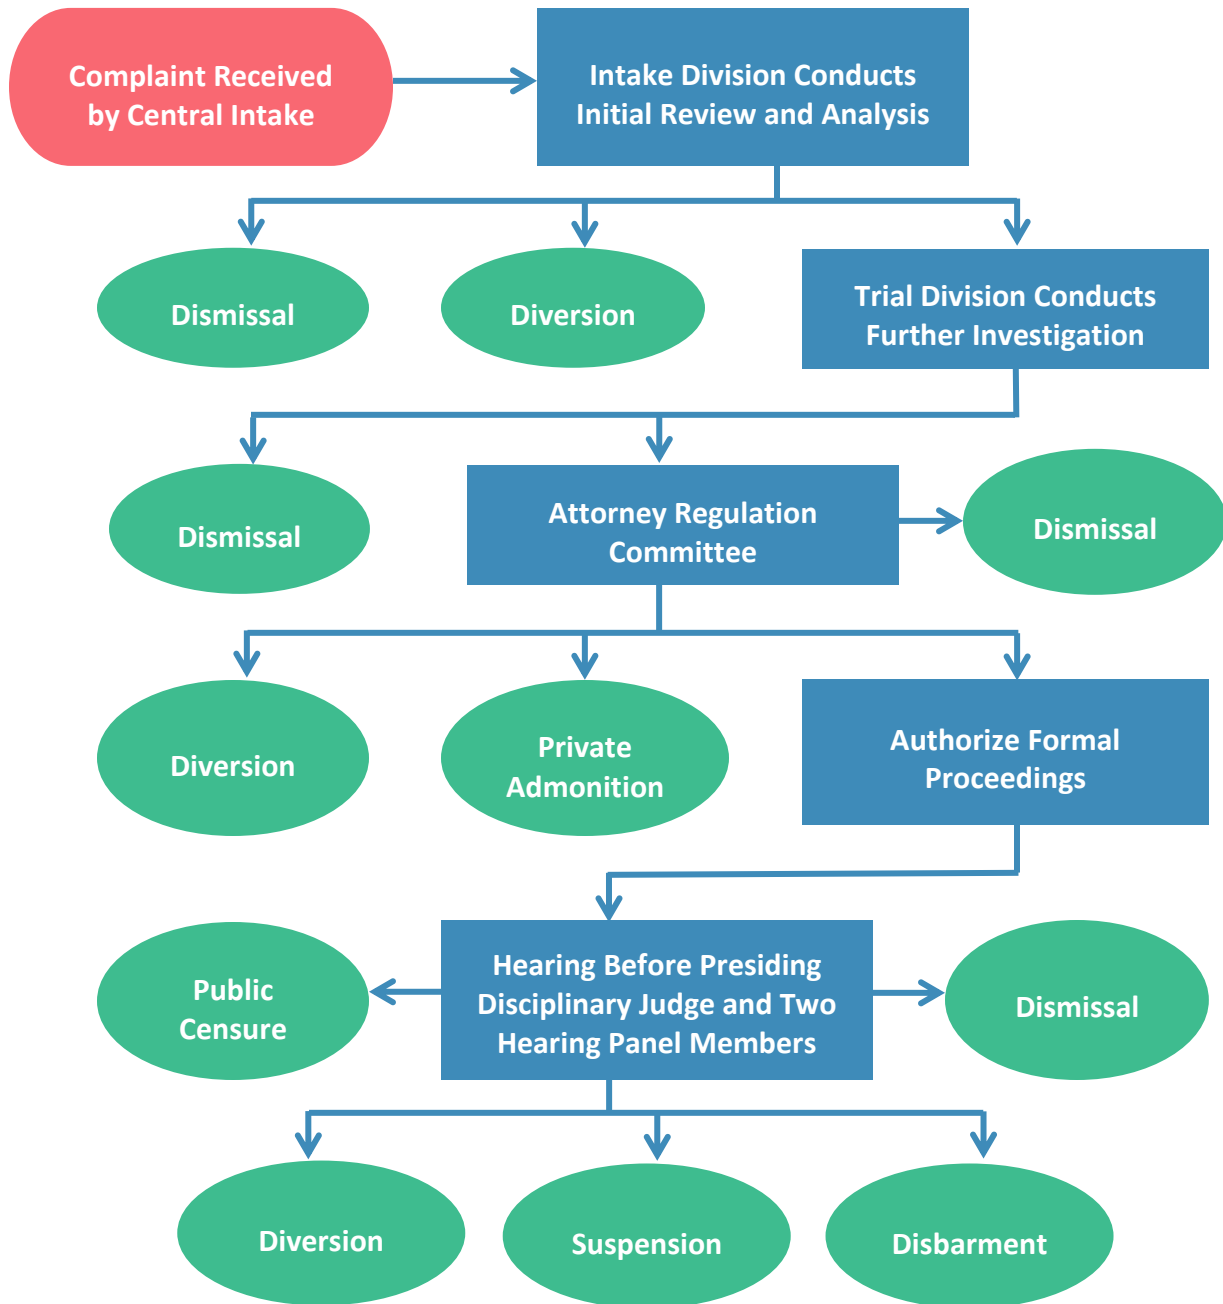 Complaint Received
by Central Intake
Intake Division Conducts
Initial Review and Analysis
Dismissal
Diversion
Trial Division Conducts
Further Investigation
Dismissal
Attorney Regulation
Committee
Dismissal
Diversion
Private
Admonition
Authorize Formal
Proceedings
Public
Censure
Hearing Before Presiding
Disciplinary Judge and Two
Hearing Panel Members
Dismissal
Diversion
Suspension
Disbarment